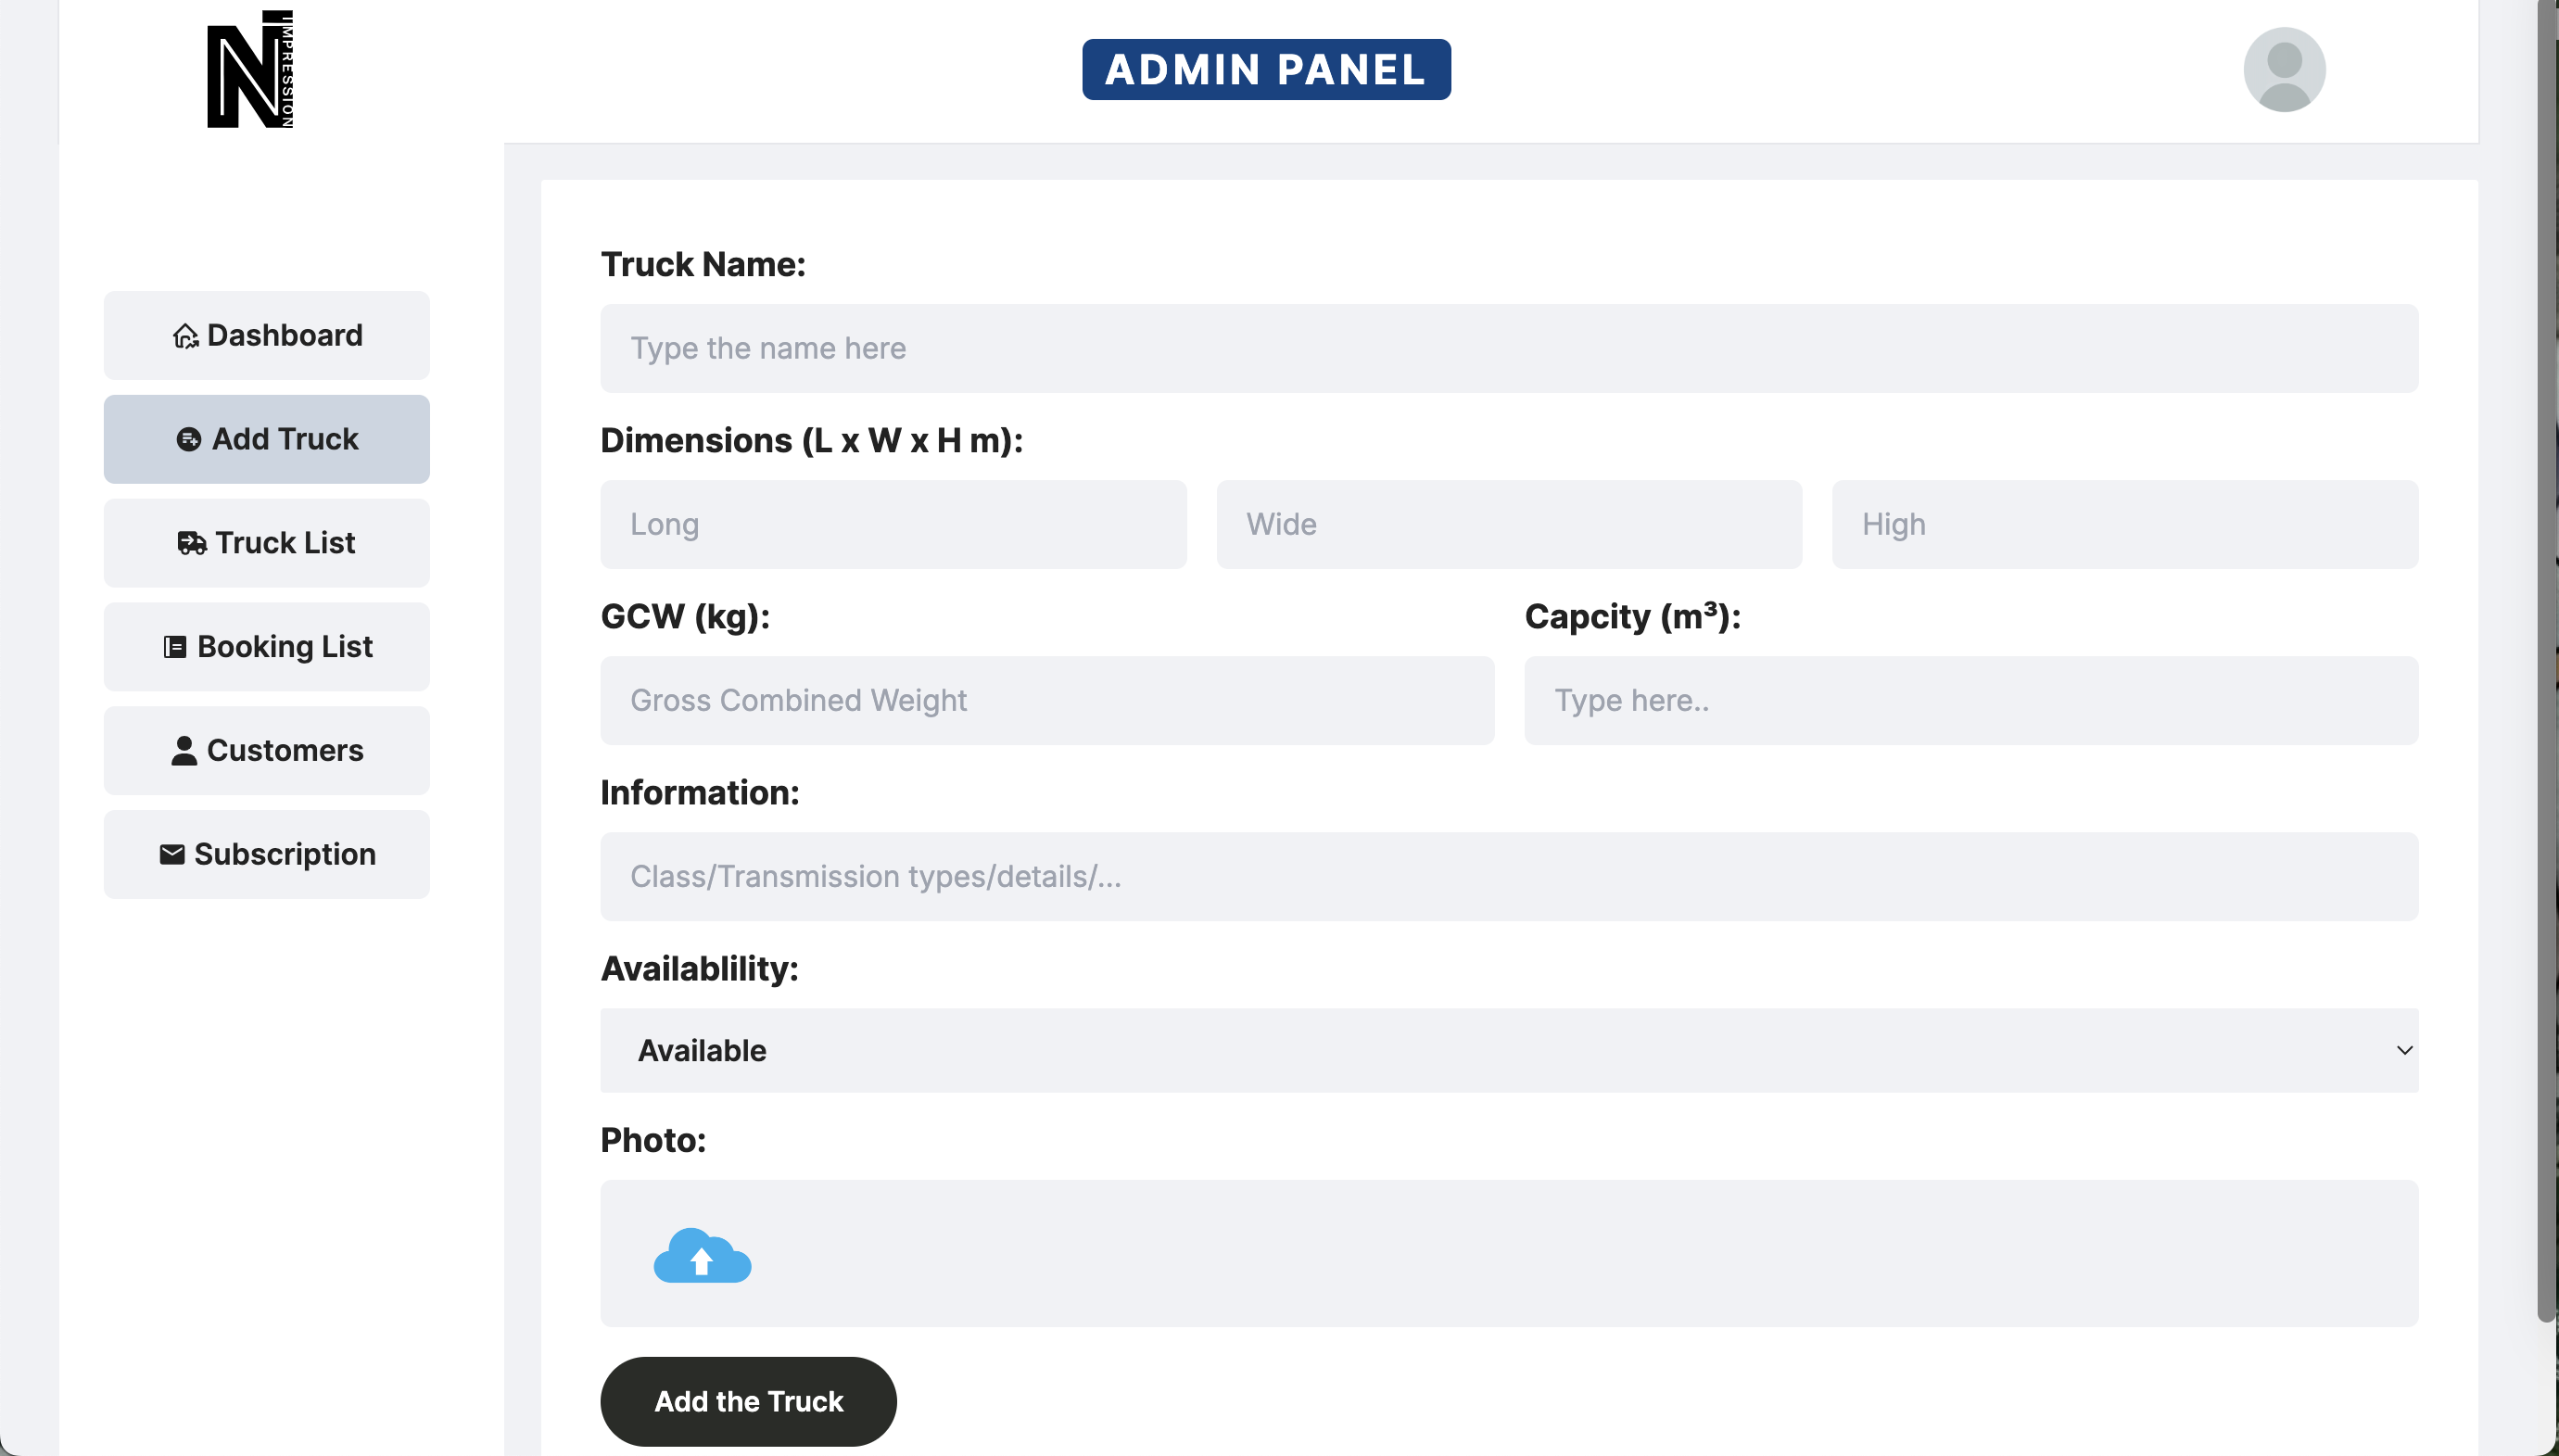 N IMPRESSION
ADMIN PANEL
Dashboard
Add Truck
Truck List
Booking List
Customers
Subscription
Truck Name:
Type the name here
Dimensions (L x W x H m):
Long Wide High
GCW (kg): Capcity (m³):
Gross Combined Weight Type here..
Information:
Class/Transmission types/details/...
Availablility:
Available
Photo:
Add the Truck